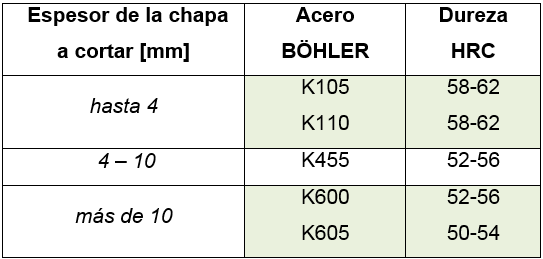 Espesor de la chapa a cortar [mm] Acero BÖHLER Dureza HRC
hasta 4 K105 58-62
K110 58-62
4 – 10 K455 52-56
más de 10 K600 52-56
K605 50-54